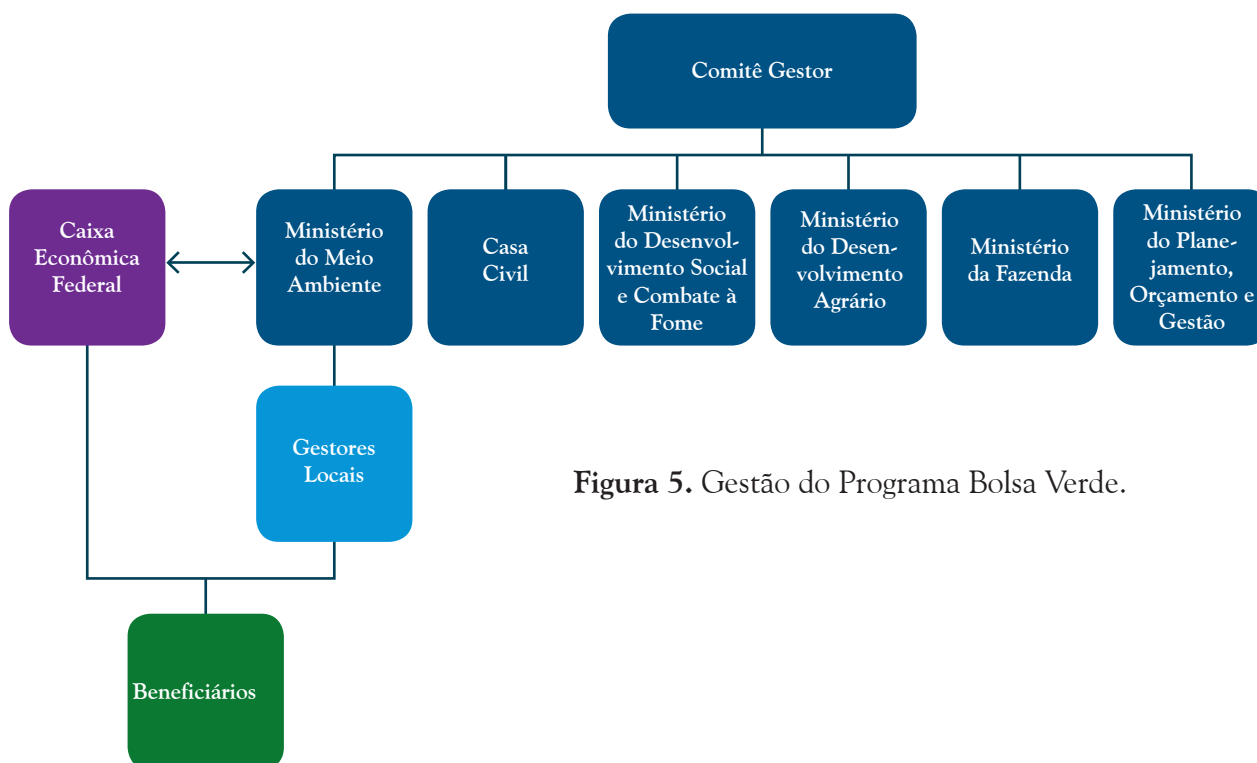 Comitê Gestor
Caixa
Econômica
Federal
Ministério
do Meio
Ambiente
Casa
Civil
Ministério
do Desenvol-
vimento Social
e Combate à
Fome
Ministério
do Desen-
volvimento
Agrário
Ministério
da Fazenda
Ministério
do Plane-
jamento,
Orçamento e
Gestão
Gestores
Locais
Figura 5. Gestão do Programa Bolsa Verde.
Beneficiários